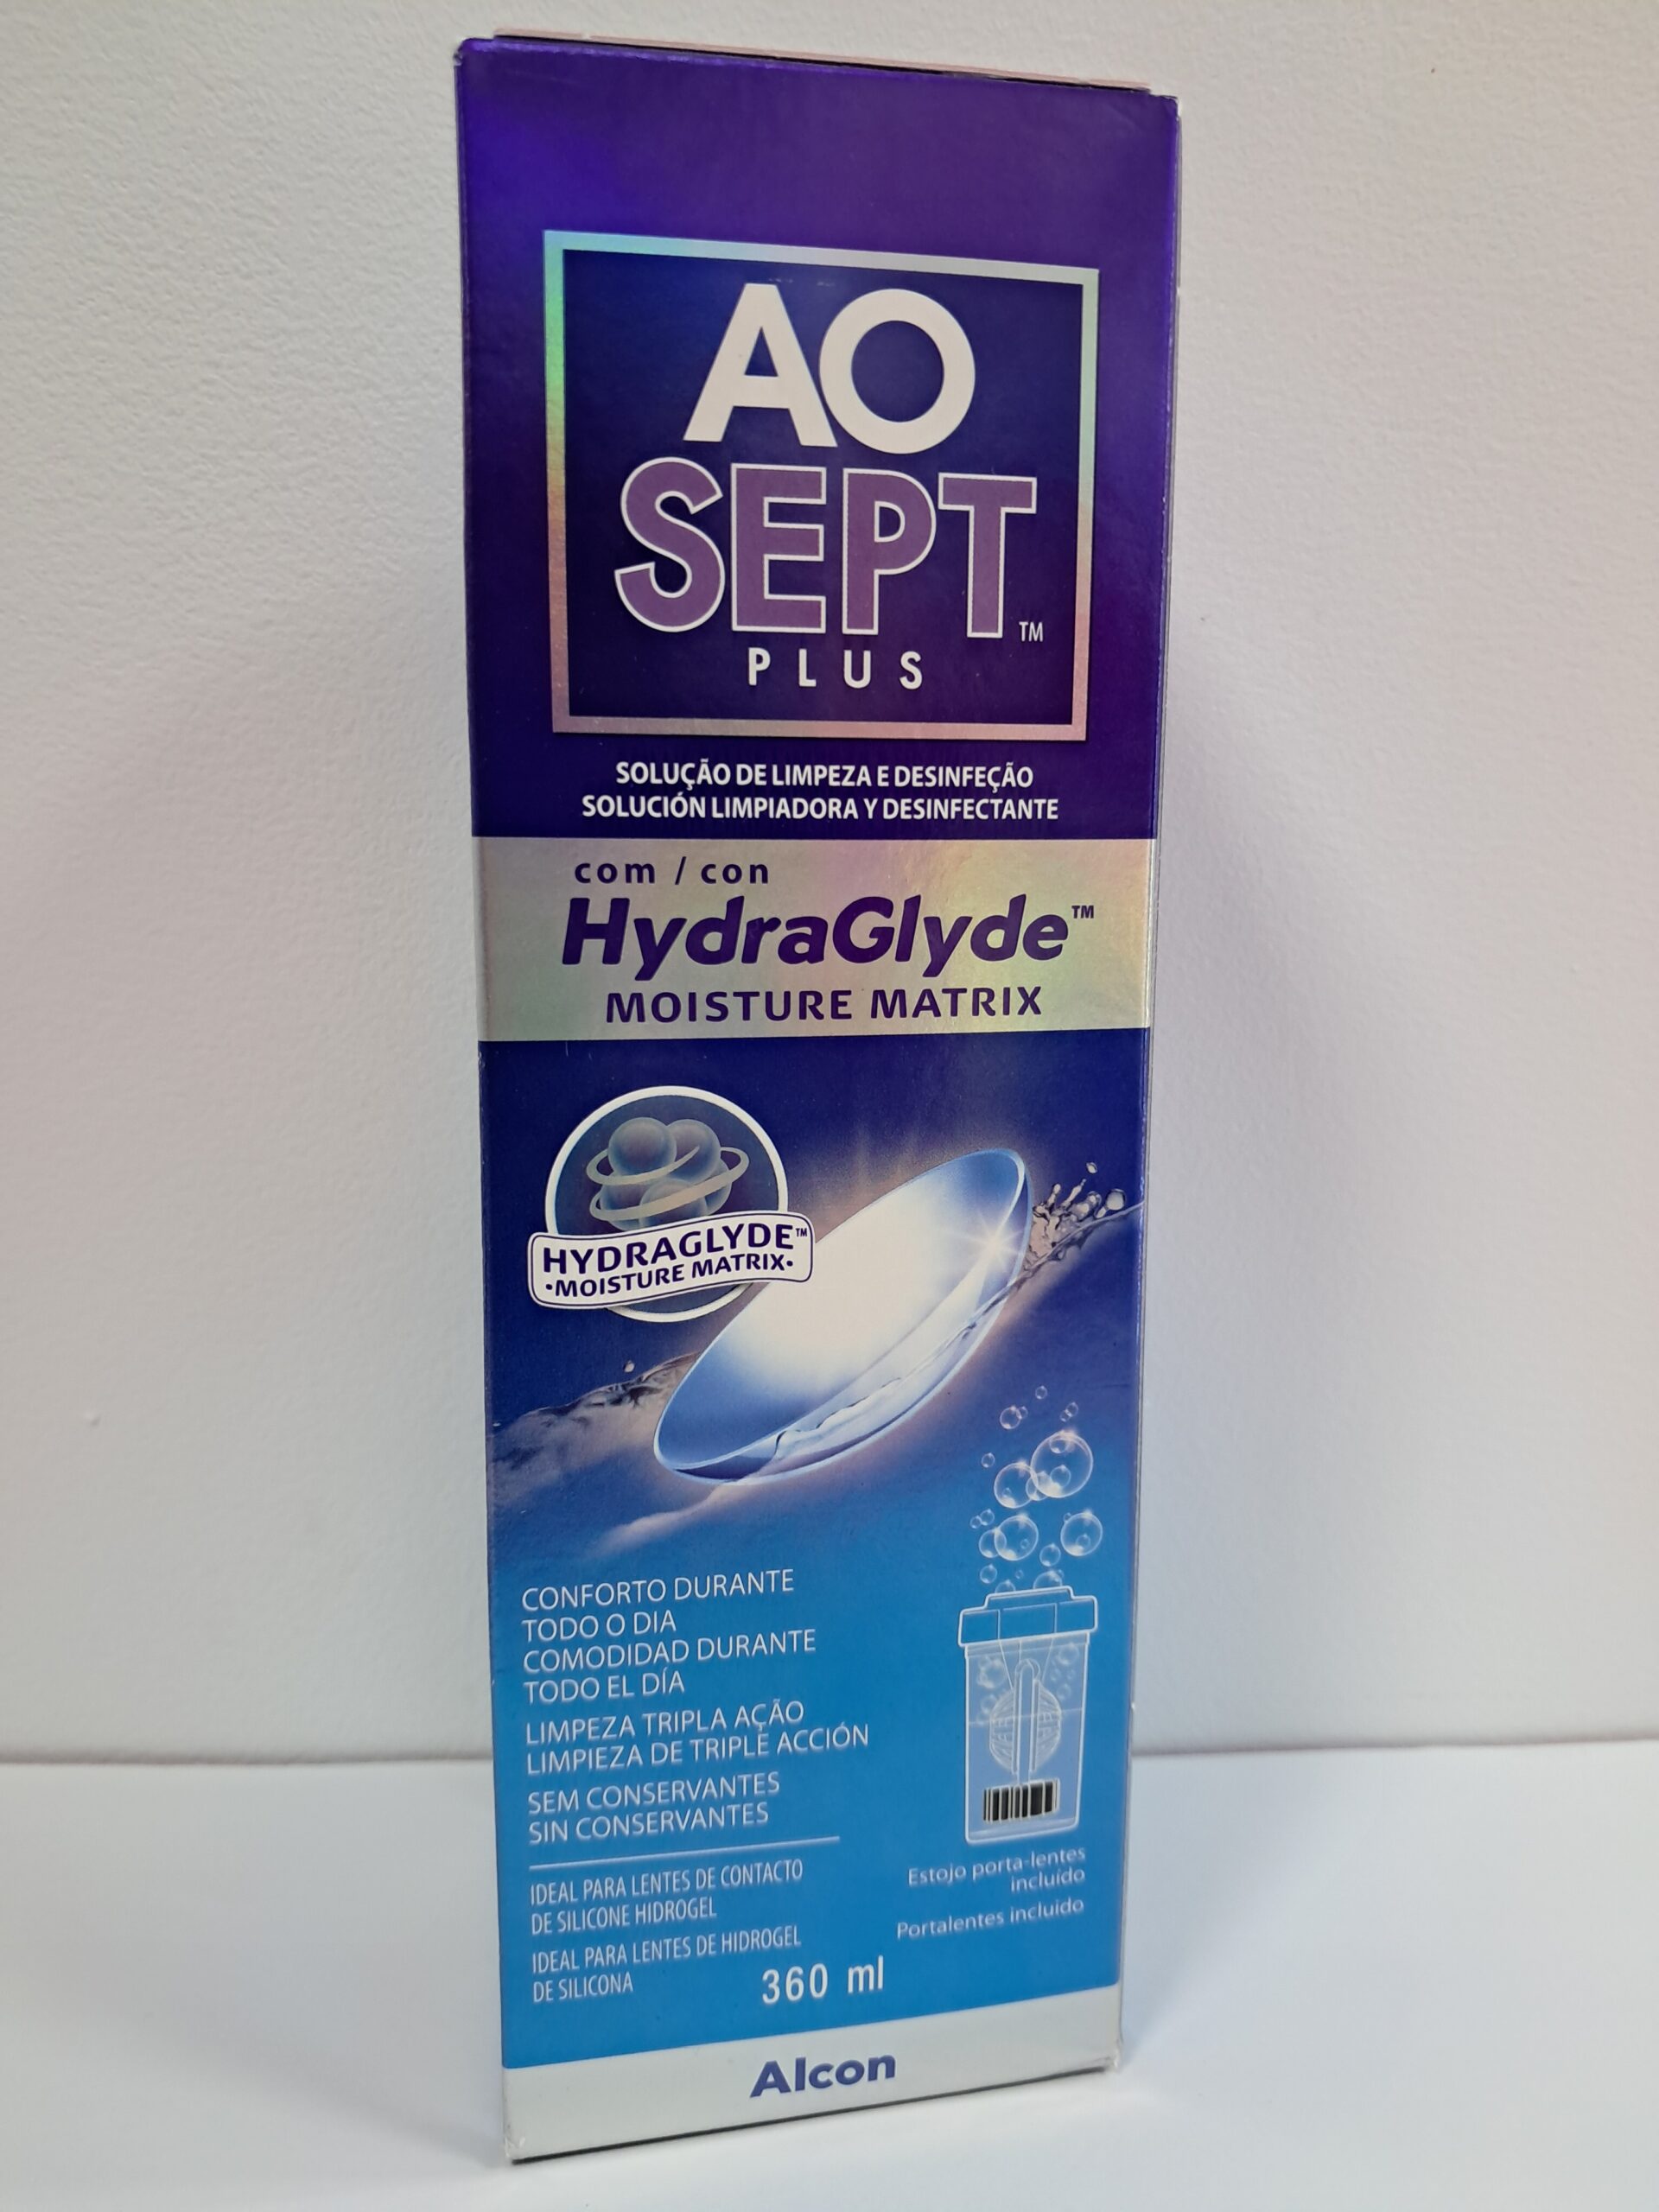 AO
SEPT™
PLUS
SOLUÇÃO DE LIMPEZA E DESINFEÇÃO
SOLUCIÓN LIMPIADORA Y DESINFECTANTE
com / con
HydraGlyde™
MOISTURE MATRIX
HYDRAGLYDE™
•MOISTURE MATRIX•
CONFORTO DURANTE
TODO O DIA
COMODIDAD DURANTE
TODO EL DÍA
LIMPEZA TRIPLA AÇÃO
LIMPIEZA DE TRIPLE ACCIÓN
SEM CONSERVANTES
SIN CONSERVANTES
IDEAL PARA LENTES DE CONTACTO
DE SILICONE HIDROGEL
IDEAL PARA LENTES DE HIDROGEL
DE SILICONA
Estojo porta-lentes
incluído
Portalentes incluido
360 ml
Alcon